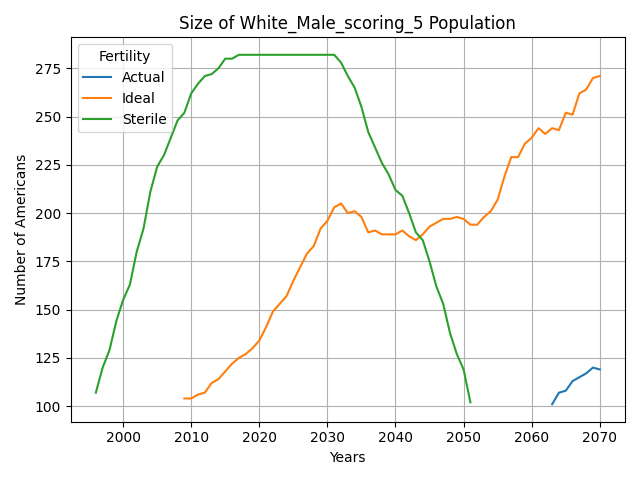 Size of White_Male_scoring_5 Population
Fertility
Actual
Ideal
Sterile
Number of Americans
275
250
225
200
175
150
125
100
2000 2010 2020 2030 2040 2050 2060 2070
Years